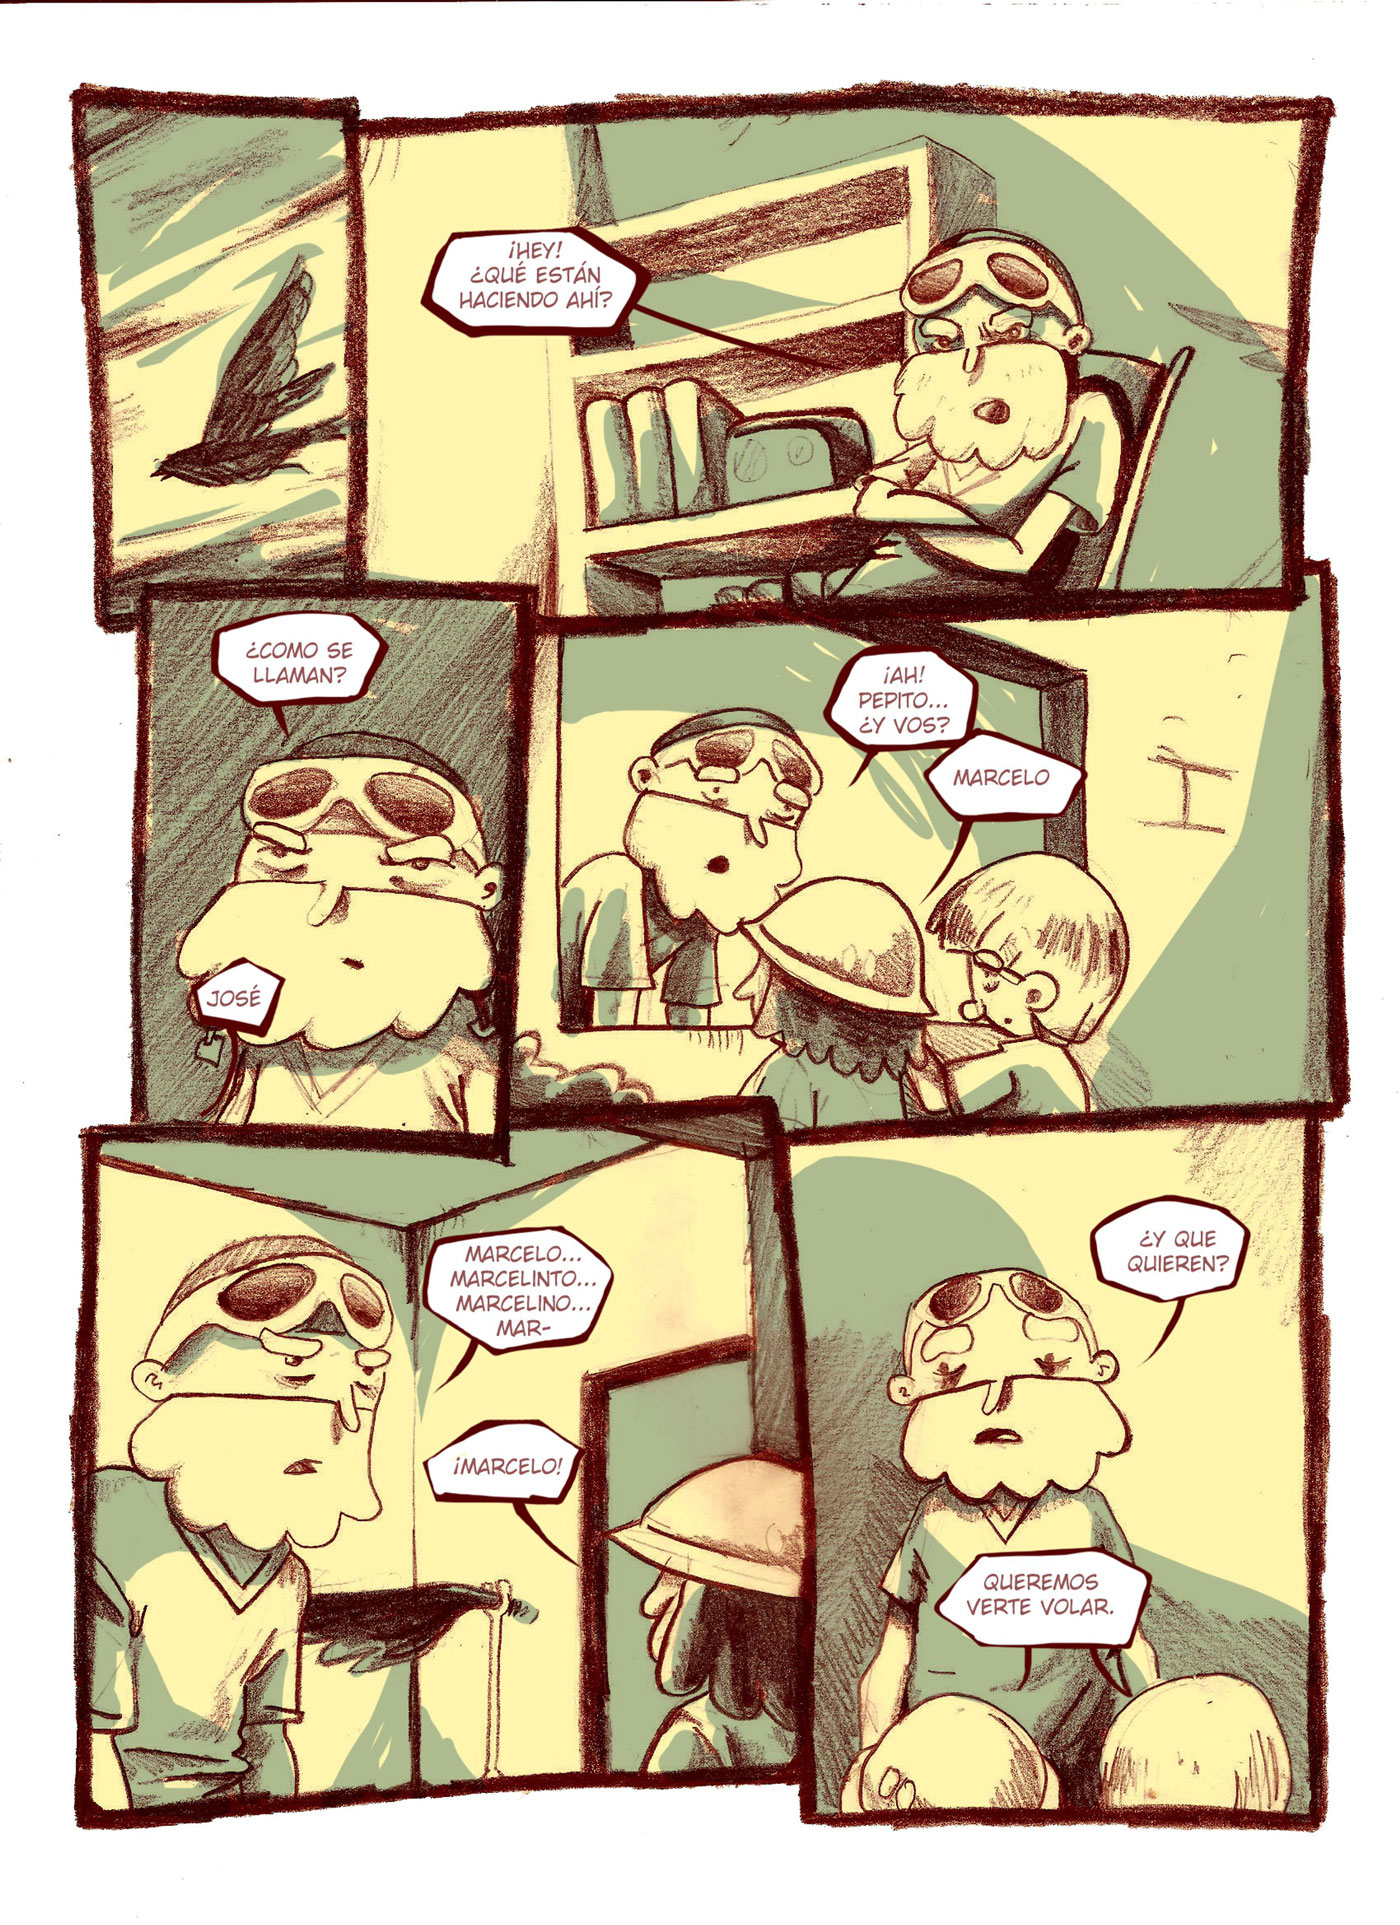 ¡HEY!
¿QUÉ ESTÁN
HACIENDO AHÍ?
¿COMO SE
LLAMAN?
JOSÉ
¡AH!
PEPITO...
¿Y VOS?
MARCELO
MARCELO...
MARCELINTO...
MARCELINO...
MAR-
¡MARCELO!
¿Y QUE
QUIEREN?
QUEREMOS
VERTE VOLAR.